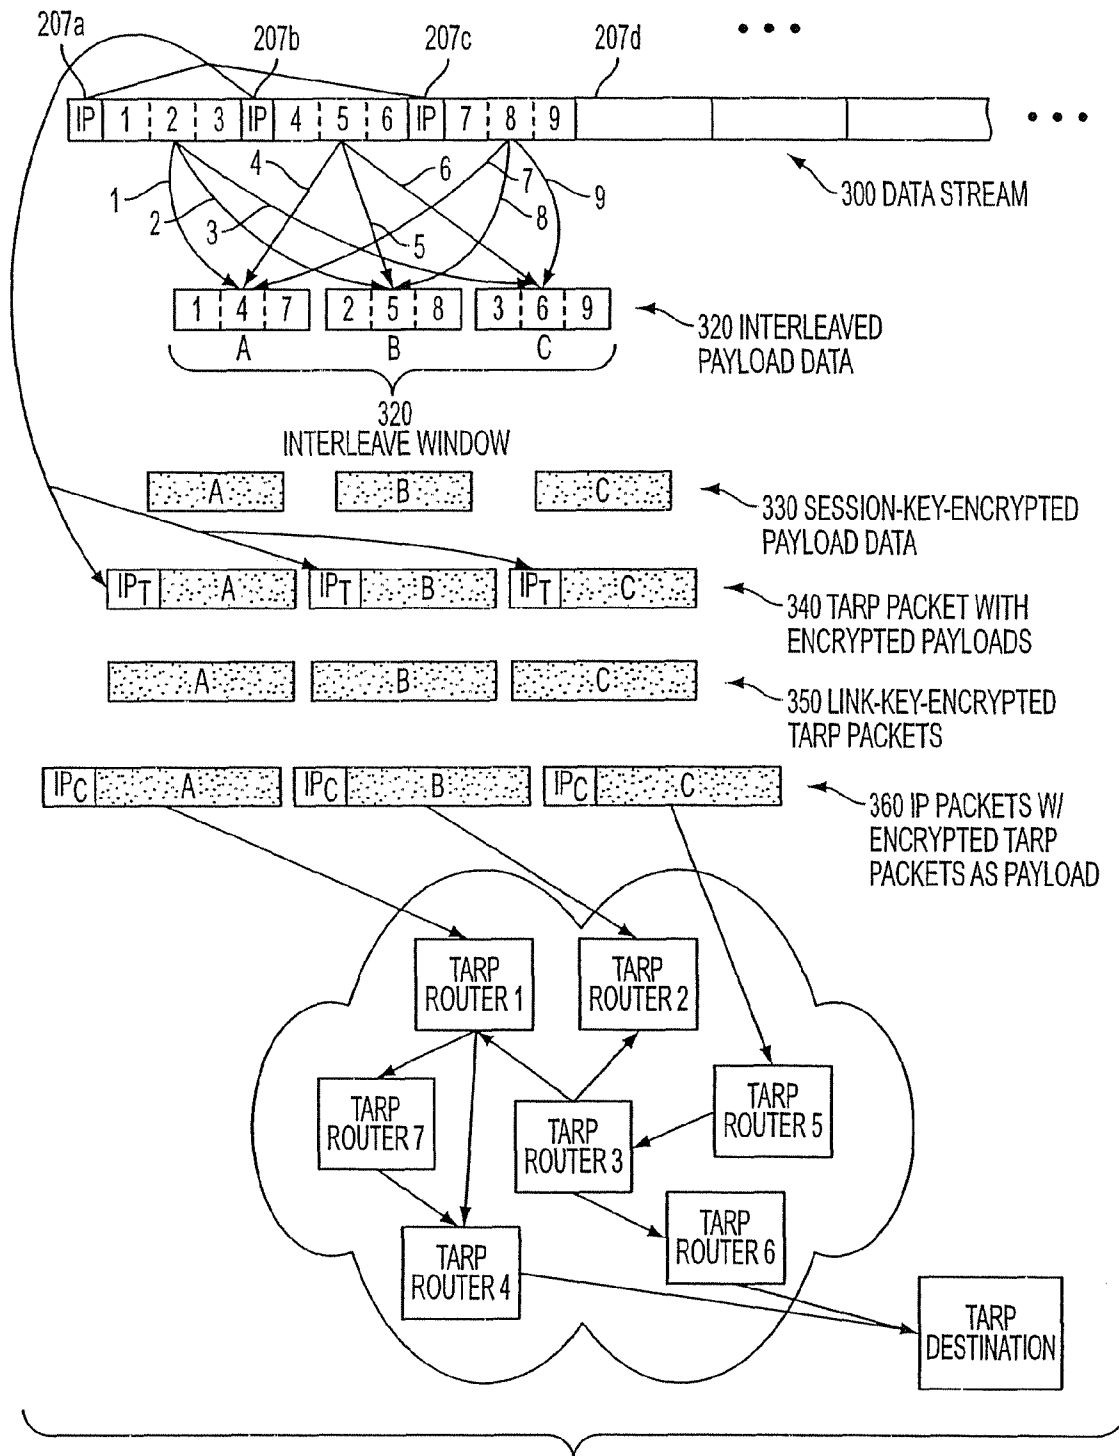 207a
207b
207c
207d
• • •
IP 1 2 3 IP 4 5 6 IP 7 8 9
• • •
300 DATA STREAM
1 2 3 4 5 6 7 8 9
1 4 7
2 5 8
3 6 9
A B C
320 INTERLEAVED
PAYLOAD DATA
320
INTERLEAVE WINDOW
A B C
330 SESSION-KEY-ENCRYPTED
PAYLOAD DATA
IPT A IPT B IPT C
340 TARP PACKET WITH
ENCRYPTED PAYLOADS
A B C
350 LINK-KEY-ENCRYPTED
TARP PACKETS
IPC A IPC B IPC C
360 IP PACKETS W/
ENCRYPTED TARP
PACKETS AS PAYLOAD
TARP
ROUTER 1
TARP
ROUTER 2
TARP
ROUTER 7
TARP
ROUTER 3
TARP
ROUTER 5
TARP
ROUTER 4
TARP
ROUTER 6
TARP
DESTINATION